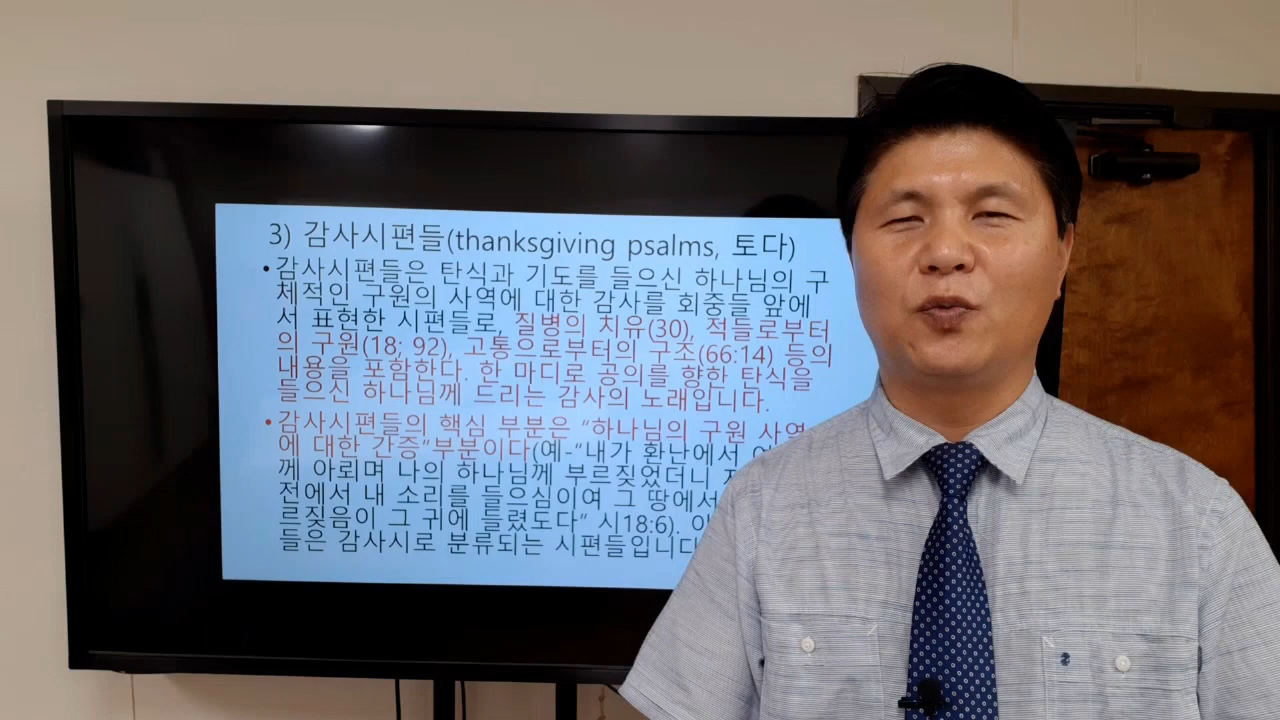 3) 감사시편들(thanksgiving psalms, 토다)
•감사시편들은 탄식과 기도를 들으신 하나님의 구
체적인 구원의 사역에 대한 감사를 회중들 앞에
서 표현한 시편들로, 질병의 치유(30), 적들로부터
의 구원(18; 92), 고통으로부터의 구조(66:14) 등의
내용을 포함한다. 한 마디로 공의를 향한 탄식을
들으신 하나님께 드리는 감사의 노래입니다.
•감사시편들의 핵심 부분은 “하나님의 구원 사역
에 대한 간증”부분이다(예-“내가 환난에서
께 아뢰며 나의 하나님께 부르짖었더니
전에서 내 소리를 들으심이여 그 땅에서
르짖음이 그 귀에 들렸도다” 시18:6).
들은 감사시로 분류되는 시편들입니다